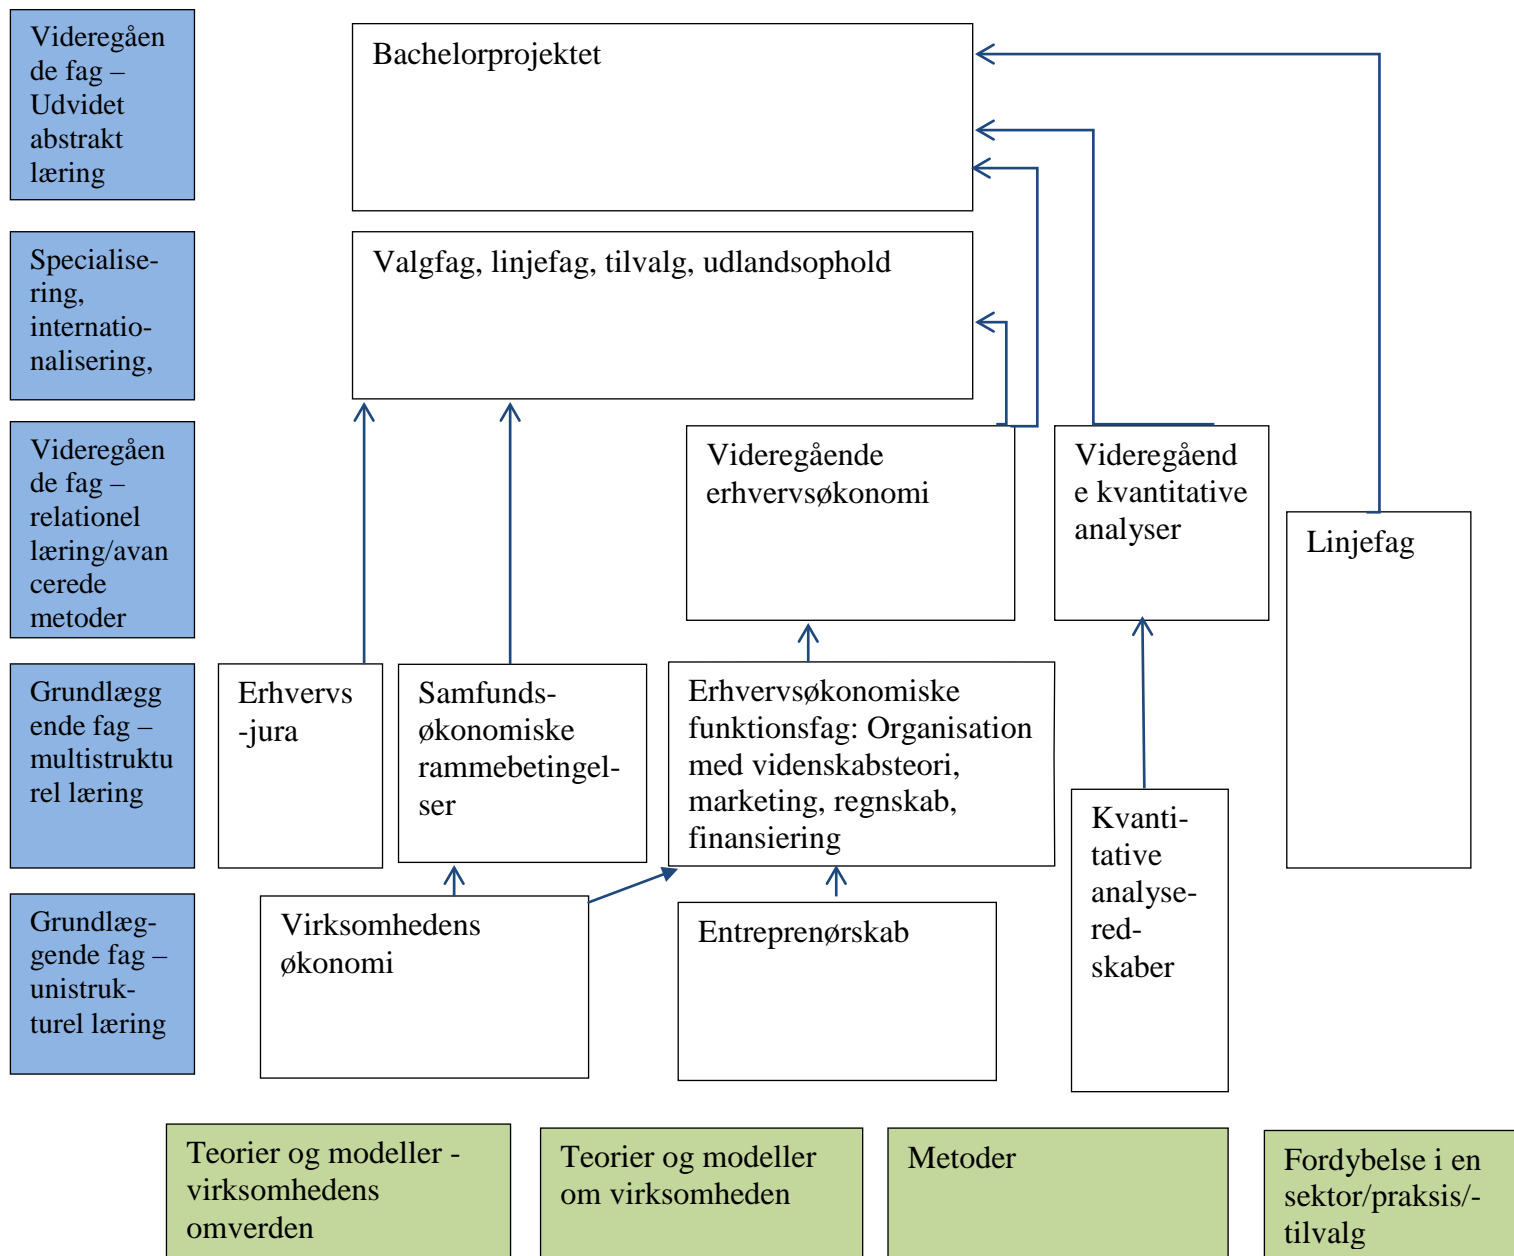 Videregåen
de fag –
Udvidet
abstrakt
læring
Bachelorprojektet
Specialise-
ring,
internatio-
nalisering,
Valgfag, linjefag, tilvalg, udlandsophold
Videregåen
de fag –
relationel
læring/avan
cerede
metoder
Videregående
erhvervsøkonomi
Videregåend
e kvantitative
analyser
Linjefag
Grundlægg
ende fag –
multistruktu
rel læring
Erhvervs
-jura
Samfunds-
økonomiske
rammebetingel-
ser
Erhvervsøkonomiske
funktionsfag: Organisation
med videnskabsteori,
marketing, regnskab,
finansiering
Kvanti-
tative
analyse-
red-
skaber
Grundlæg-
gende fag –
unistruk-
turel læring
Virksomhedens
økonomi
Entreprenørskab
Teorier og modeller -
virksomhedens
omverden
Teorier og modeller
om virksomheden
Metoder
Fordybelse i en
sektor/praksis/-
tilvalg